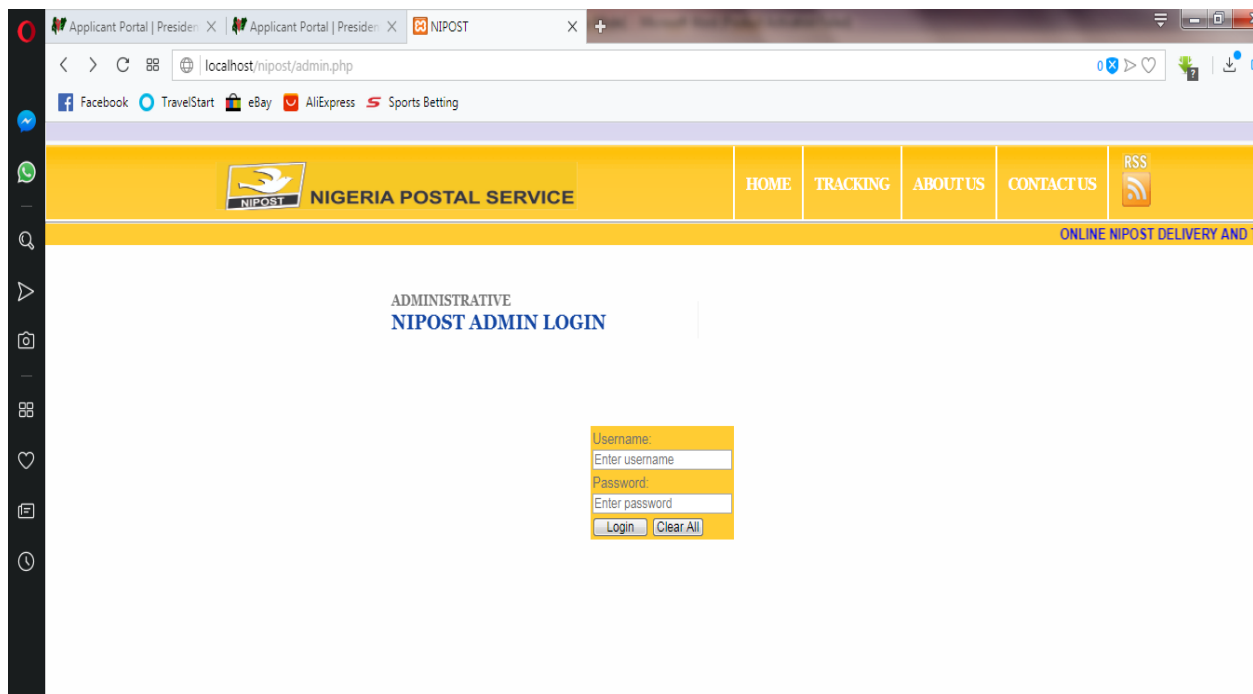 Applicant Portal | Presiden
Applicant Portal | Presiden
NIPOST
localhost/nipost/admin.php
0
?
Facebook
TravelStart
eBay
AliExpress
Sports Betting
NIPOST
NIGERIA POSTAL SERVICE
HOME
TRACKING
ABOUT US
CONTACT US
RSS
ONLINE NIPOST DELIVERY AND T
ADMINISTRATIVE
NIPOST ADMIN LOGIN
Username:
Enter username
Password:
Enter password
Login
Clear All